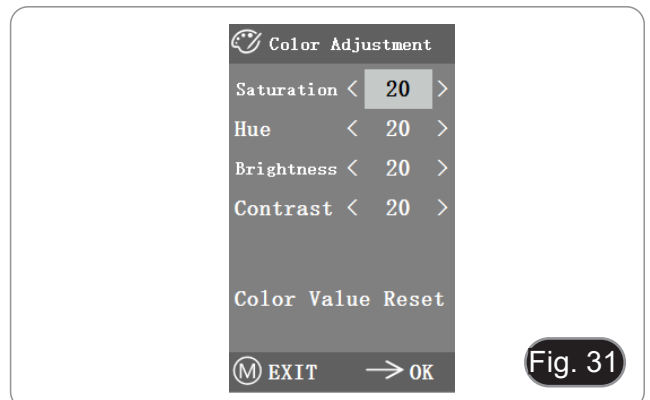 Color Adjustment
Saturation < 20 >
Hue < 20 >
Brightness < 20 >
Contrast < 20 >
Color Value Reset
M EXIT → OK
Fig. 31